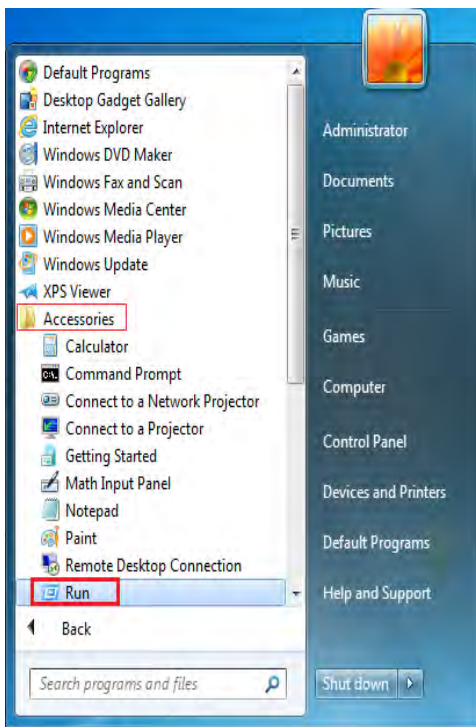 Default Programs
Desktop Gadget Gallery
Internet Explorer
Windows DVD Maker
Windows Fax and Scan
Windows Media Center
Windows Media Player
Windows Update
XPS Viewer
Accessories
Calculator
Command Prompt
Connect to a Network Projector
Connect to a Projector
Getting Started
Math Input Panel
Notepad
Paint
Remote Desktop Connection
Run
Back
Search programs and files
Administrator
Documents
Pictures
Music
Games
Computer
Control Panel
Devices and Printers
Default Programs
Help and Support
Shut down